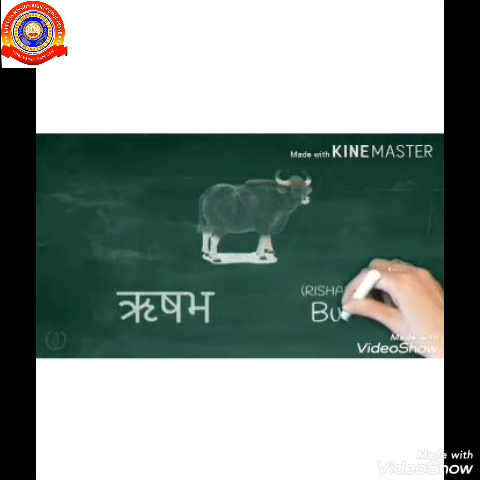 Made with KINEMASTER
ऋषभ
(RISHA
Bu
Made with
VideoShow
Made with
VideoShow